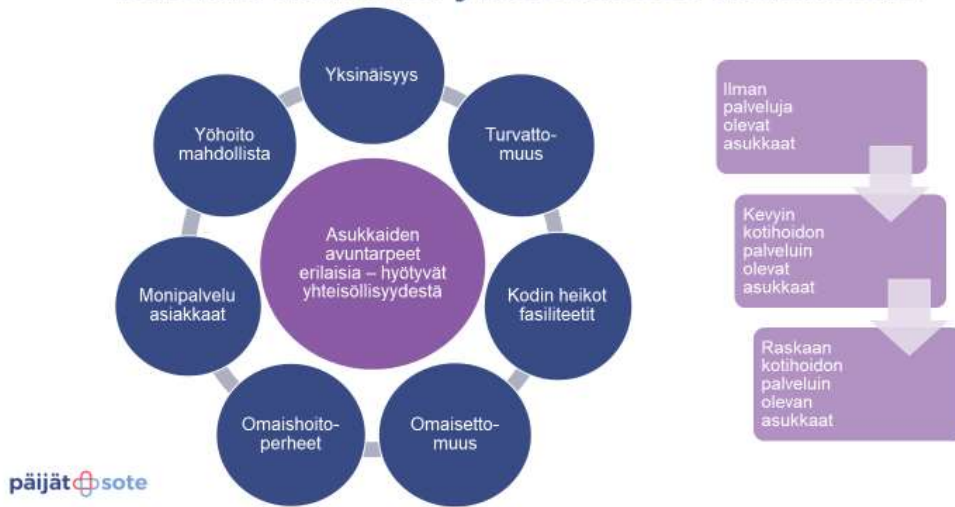 Yksinäisyys
Turvatto-
muus
Kodin heikot
fasiliteetit
Omaisetto-
muus
Omaishoito-
perheet
Monipalvelu
asiakkaat
Yöhoito
mahdollista
Asukkaiden
avuntarpeet
erilaisia – hyötyvät
yhteisöllisyydestä
Ilman
palveluja
olevat
asukkaat
Kevyin
kotihoidon
palveluin
olevat
asukkaat
Raskaan
kotihoidon
palveluin
olevan
asukkaat
päijät sote